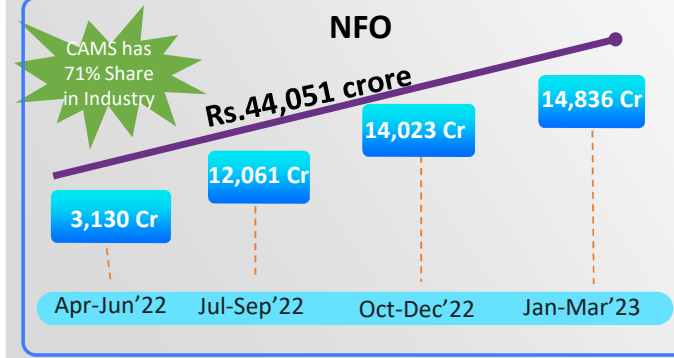 NFO
CAMS has
71% Share
in Industry
Rs.44,051 crore
14,836 Cr
14,023 Cr
12,061 Cr
3,130 Cr
Apr-Jun’22
Jul-Sep’22
Oct-Dec’22
Jan-Mar’23